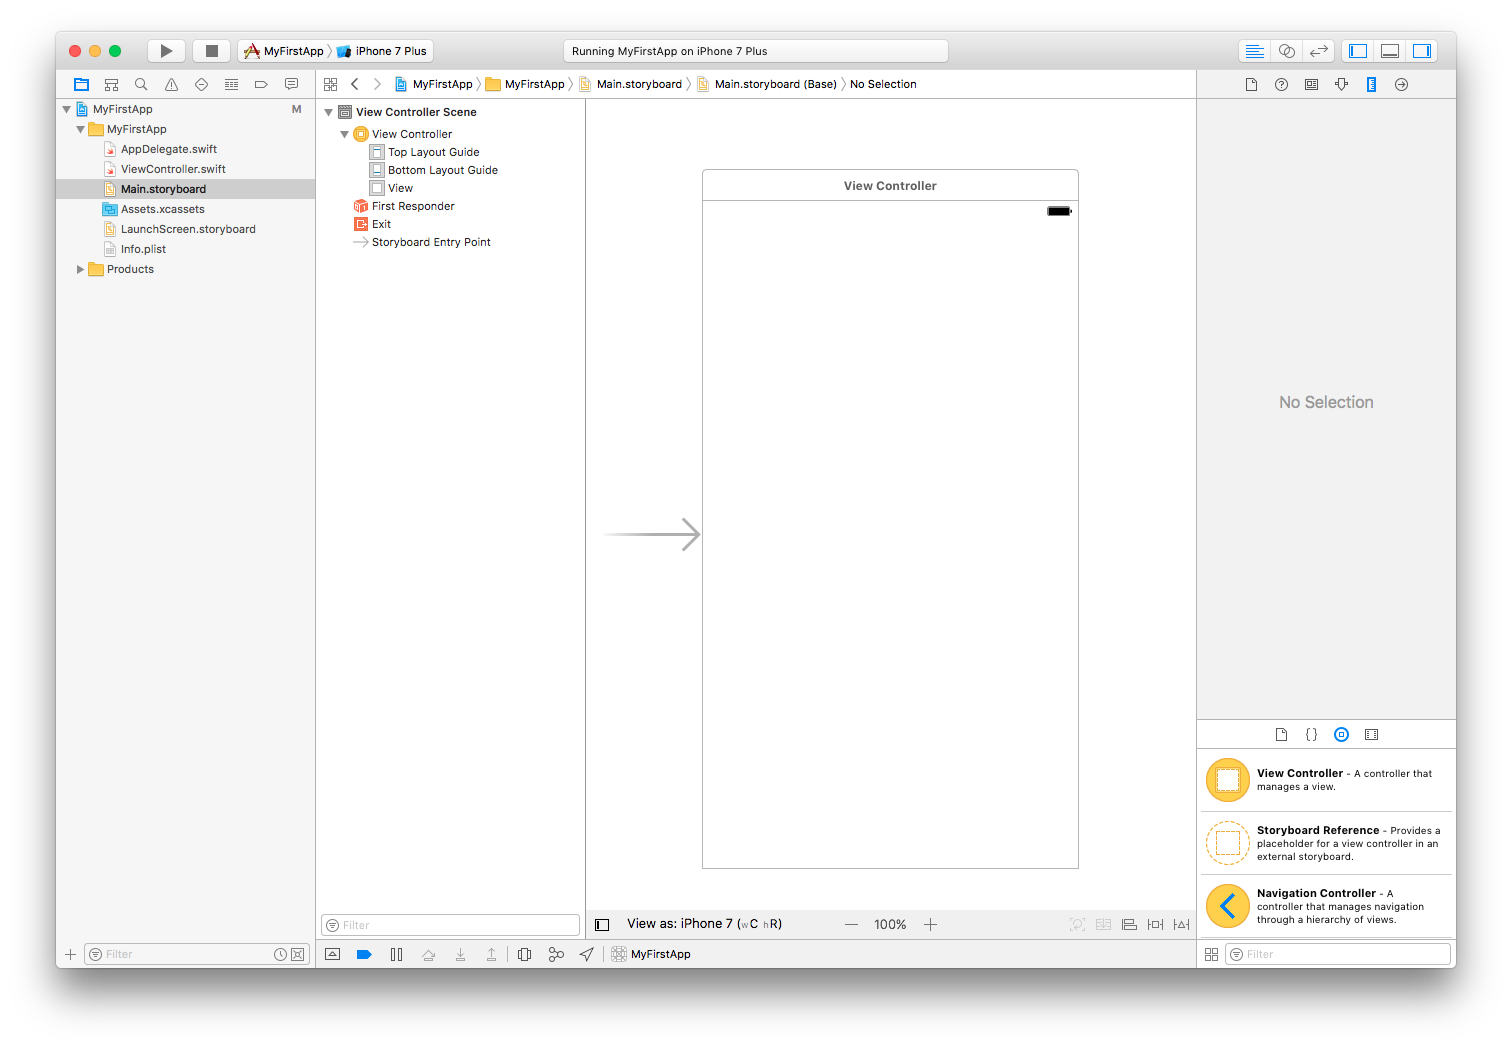 MyFirstApp iPhone 7 Plus
Running MyFirstApp on iPhone 7 Plus
MyFirstApp MyFirstApp Main.storyboard Main.storyboard (Base) No Selection
MyFirstApp M
MyFirstApp
AppDelegate.swift
ViewController.swift
Main.storyboard
Assets.xcassets
LaunchScreen.storyboard
Info.plist
Products
Filter
View Controller Scene
View Controller
Top Layout Guide
Bottom Layout Guide
View
First Responder
Exit
Storyboard Entry Point
Filter
View Controller
View as: iPhone 7 (wC hR)
100%
MyFirstApp
No Selection
{ }
View Controller - A controller that
manages a view.
Storyboard Reference - Provides a
placeholder for a view controller in an
external storyboard.
Navigation Controller - A
controller that manages navigation
through a hierarchy of views.
Filter